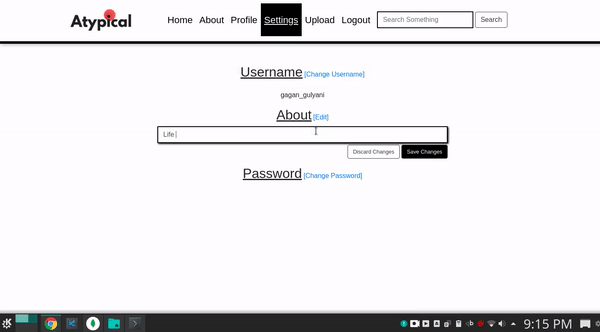 Atypical
Home About Profile Settings Upload Logout Search Something Search
Username [Change Username]
gagan_gulyani
About [Edit]
Life
Discard Changes Save Changes
Password [Change Password]
9:15 PM